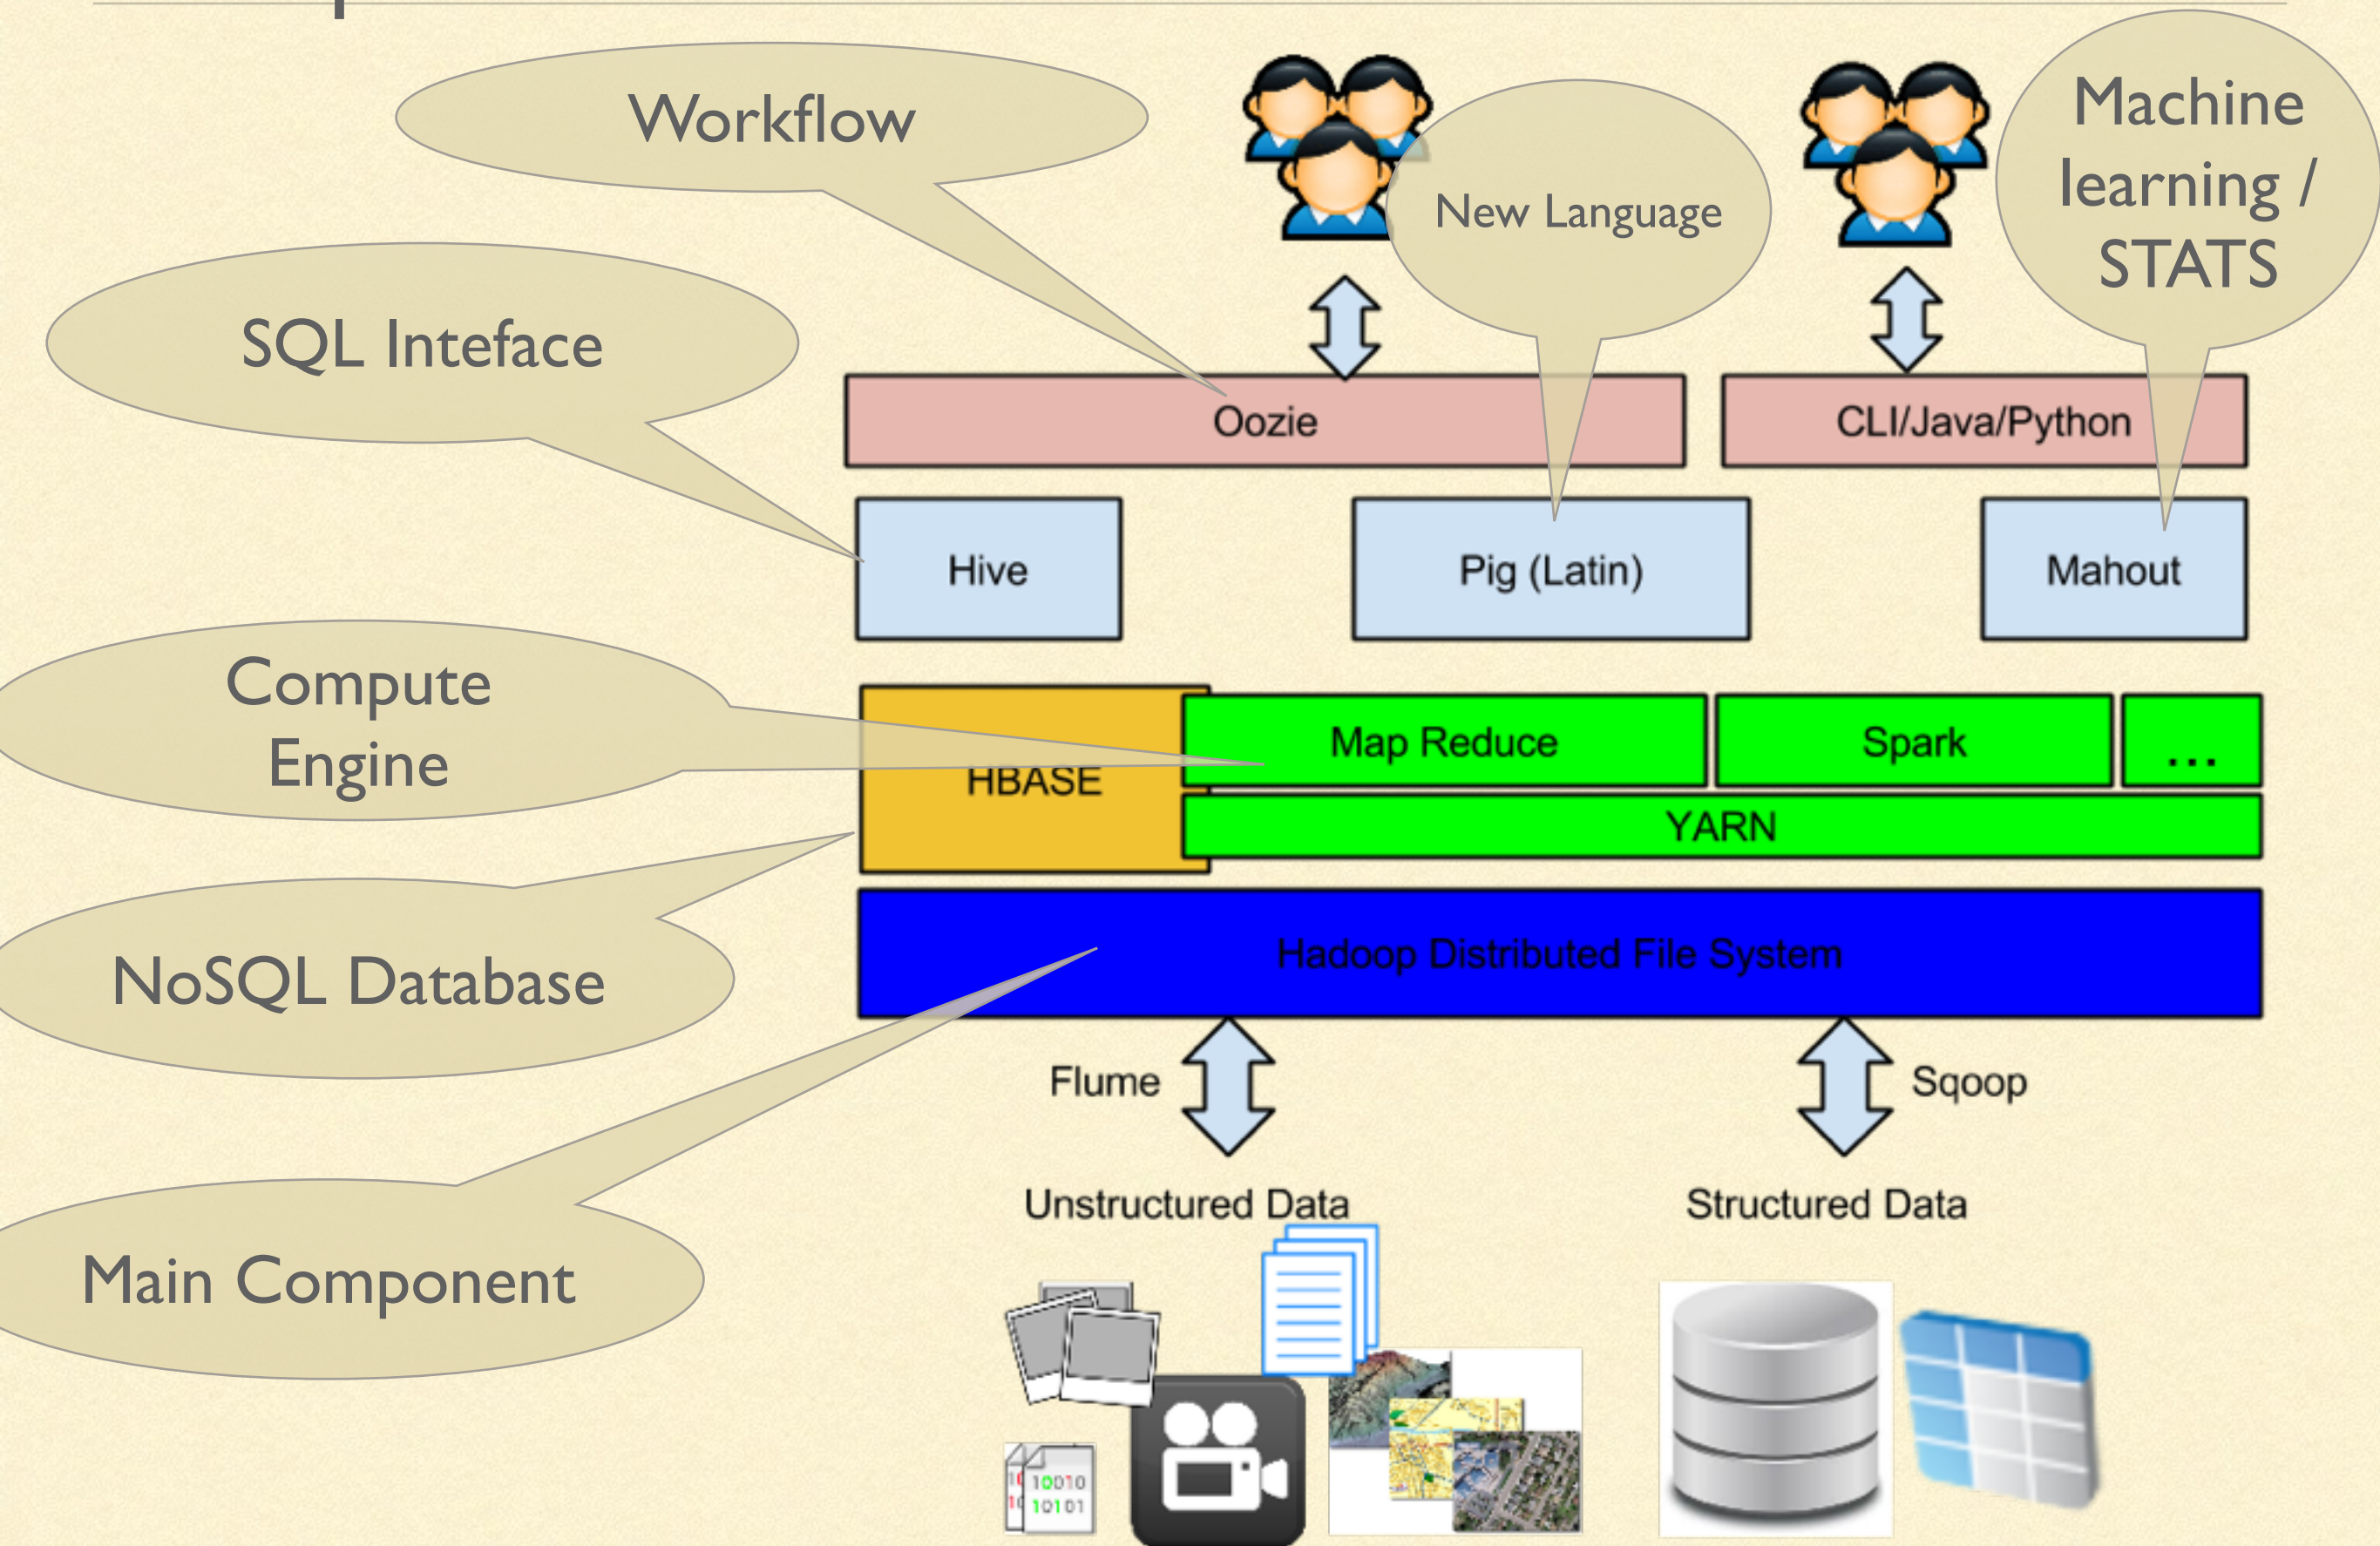 Workflow
New Language
Machine
learning /
STATS
SQL Inteface
Oozie
CLI/Java/Python
Hive
Pig (Latin)
Mahout
Compute
Engine
HBASE
Map Reduce
Spark
...
YARN
NoSQL Database
Hadoop Distributed File System
Flume
Sqoop
Unstructured Data
Structured Data
Main Component
10010
10101